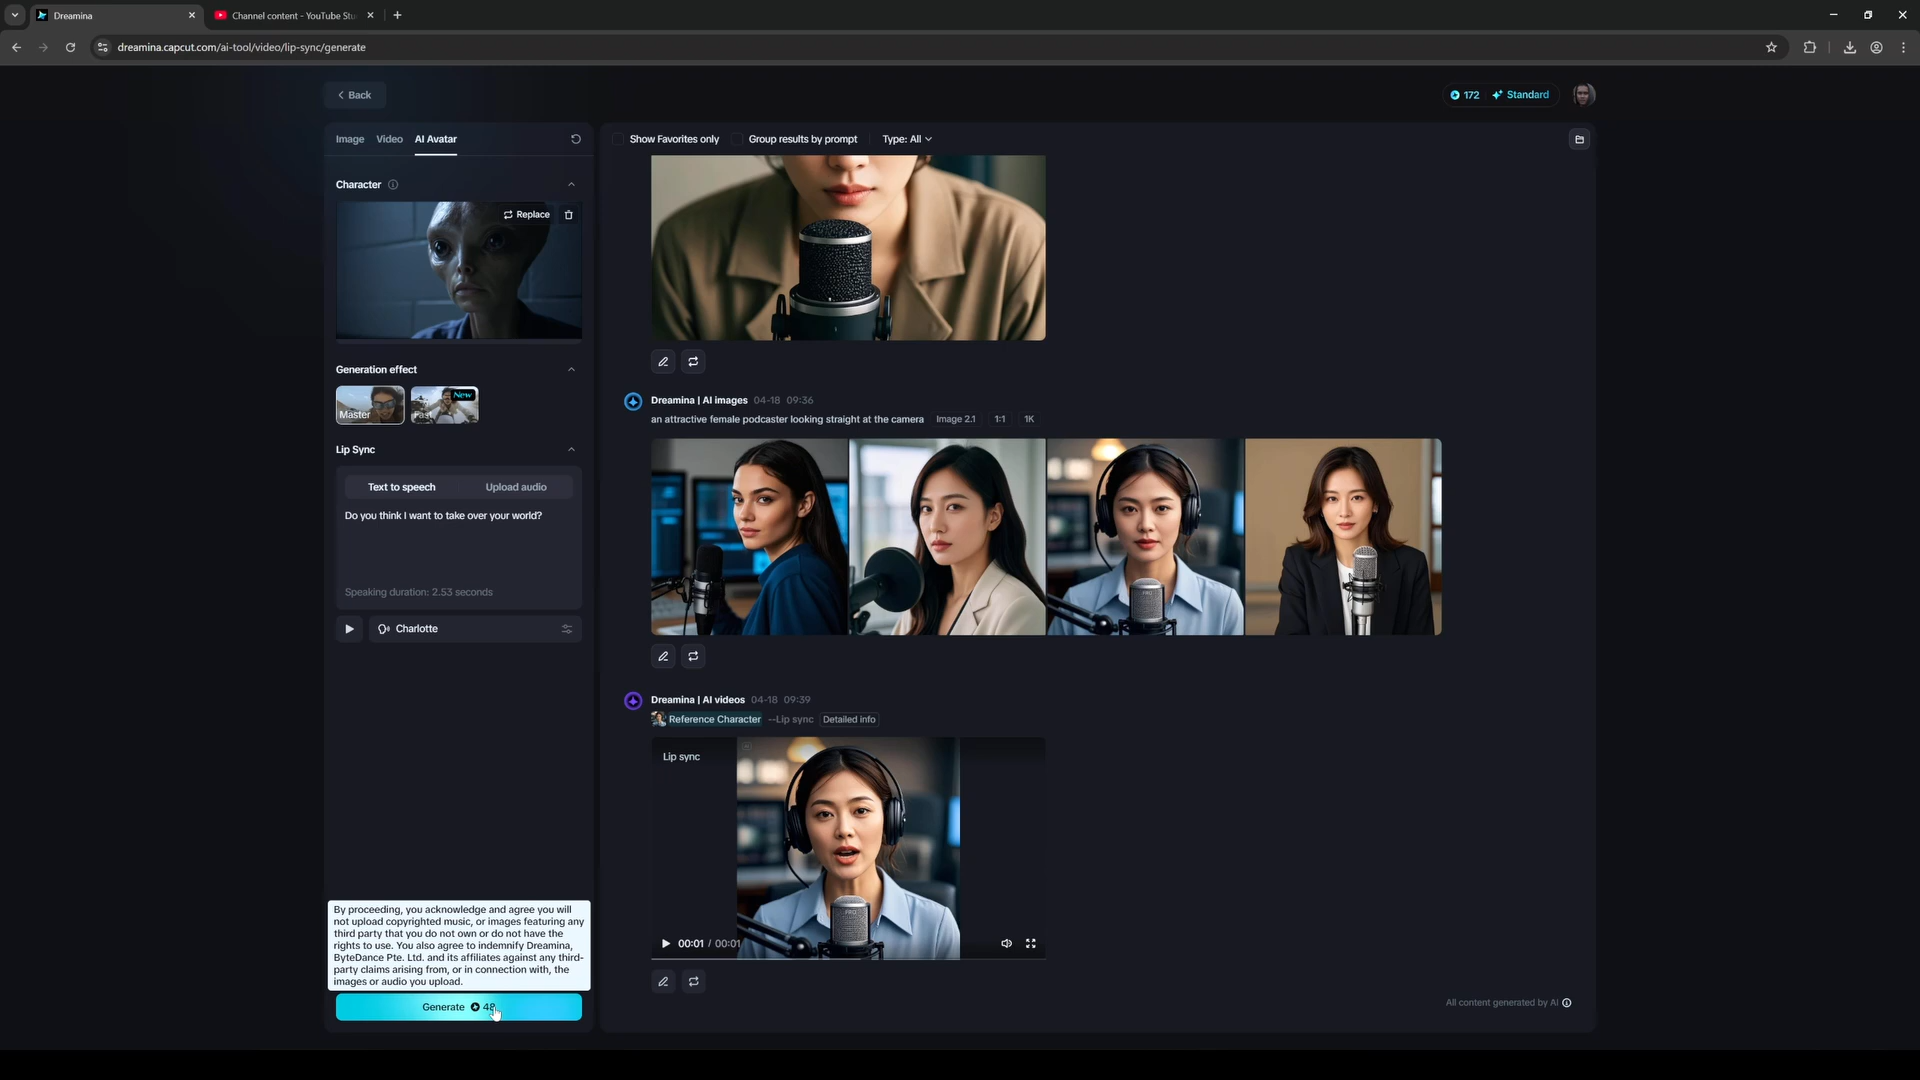 Dreamina
Channel content - YouTube Stu
dreamina.capcut.com/ai-tool/video/lip-sync/generate
Back
172
Standard
Image
Video
AI Avatar
Show Favorites only
Group results by prompt
Type: All
Character
Replace
Generation effect
Master
Fast
New
Dreamina | AI images 04-18 09:36
an attractive female podcaster looking straight at the camera Image 2.1 1:1 1K
Lip Sync
Text to speech
Upload audio
Do you think I want to take over your world?
Speaking duration: 2.53 seconds
Charlotte
Dreamina | AI videos 04-18 09:39
Reference Character --Lip sync Detailed info
Lip sync
PRO
PRO
00:01 / 00:01
By proceeding, you acknowledge and agree you will
not upload copyrighted music, or images featuring any
third party that you do not own or do not have the
rights to use. You also agree to indemnify Dreamina,
ByteDance Pte. Ltd. and its affiliates against any third-
party claims arising from, or in connection with, the
images or audio you upload.
Generate 48
All content generated by AI